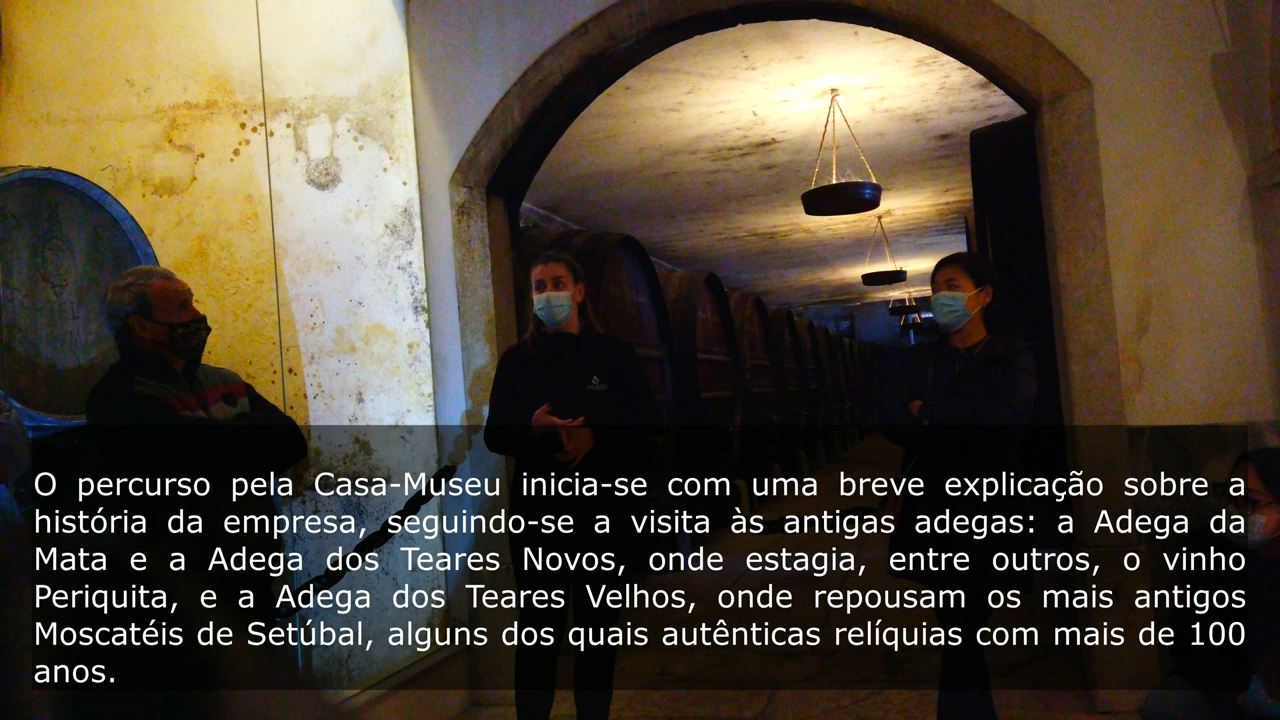 O percurso pela Casa-Museu inicia-se com uma breve explicação sobre a
história da empresa, seguindo-se a visita às antigas adegas: a Adega da
Mata e a Adega dos Teares Novos, onde estagia, entre outros, o vinho
Periquita, e a Adega dos Teares Velhos, onde repousam os mais antigos
Moscatéis de Setúbal, alguns dos quais autênticas relíquias com mais de 100
anos.